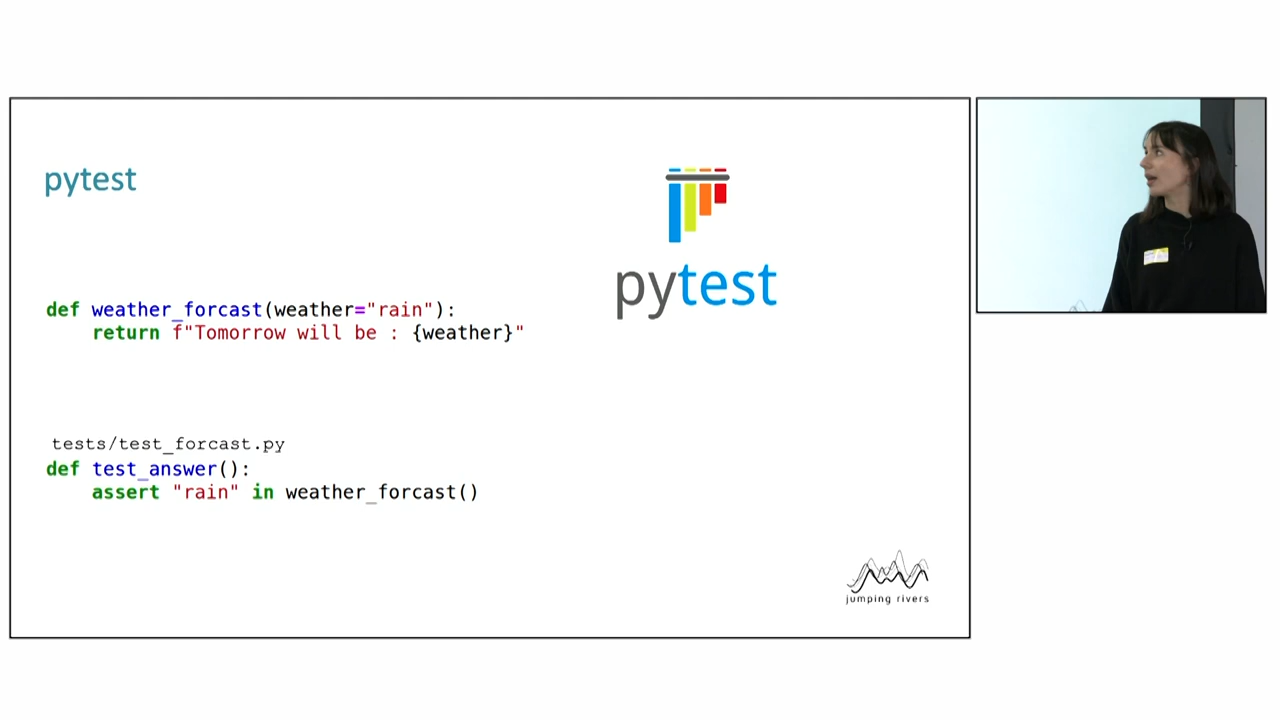 pytest
pytest
def weather_forcast(weather="rain"):
    return f"Tomorrow will be : {weather}"
tests/test_forcast.py
def test_answer():
    assert "rain" in weather_forcast()
jumping rivers